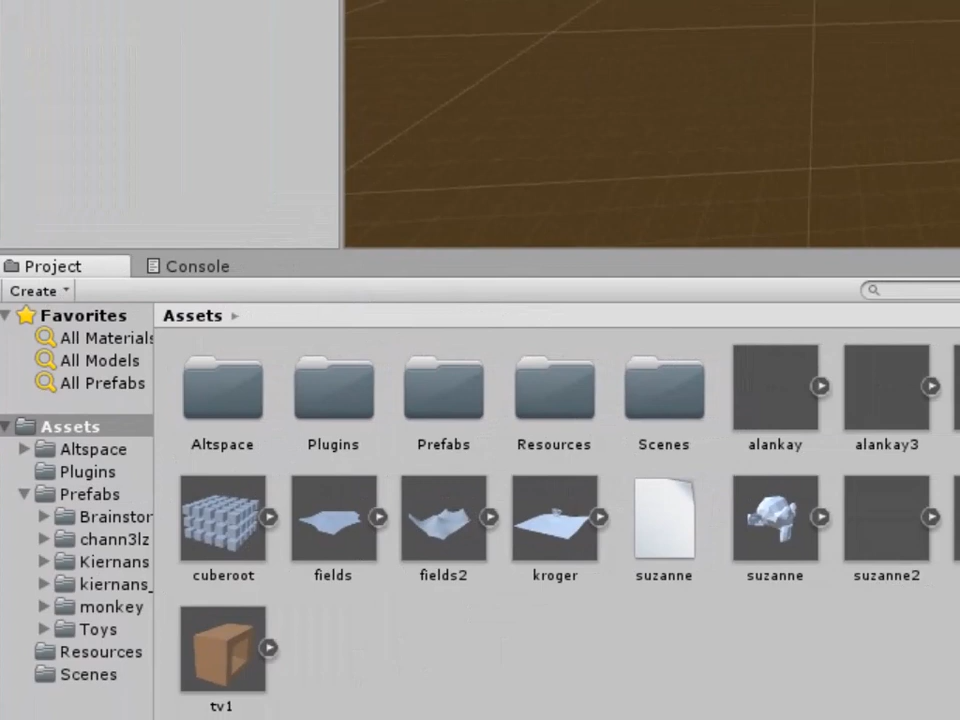 Project
Console
Create
Favorites
All Materials
All Models
All Prefabs
Assets
Altspace
Plugins
Prefabs
Brainstor
chann3lz
Kiernans
kiernans_
monkey
Toys
Resources
Scenes
Assets
Altspace Plugins Prefabs Resources Scenes alankay alankay3
cuberoot fields fields2 kroger suzanne suzanne suzanne2
tv1